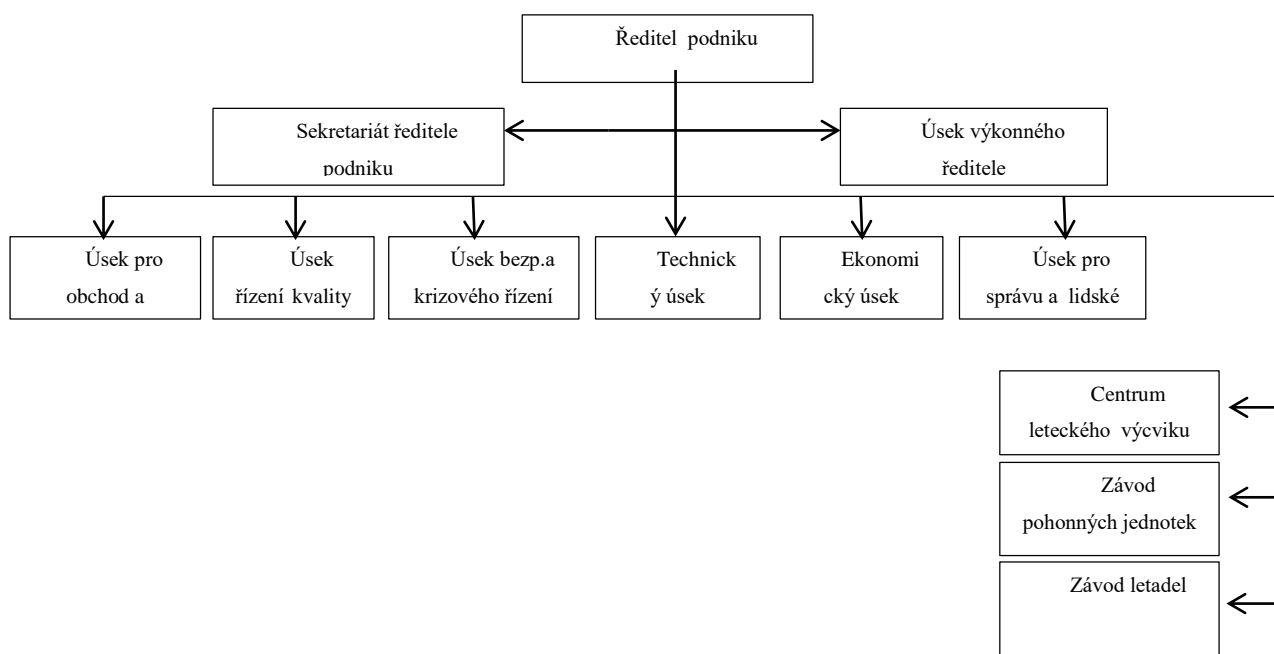 Ředitel podniku
Sekretariát ředitele
podniku
Úsek výkonného
ředitele
Úsek pro
obchod a
Úsek
řízení kvality
Úsek bezp.a
krizového řízení
Technick
ý úsek
Ekonomi
cký úsek
Úsek pro
správu a lidské
Centrum
leteckého výcviku
Závod
pohonných jednotek
Závod letadel